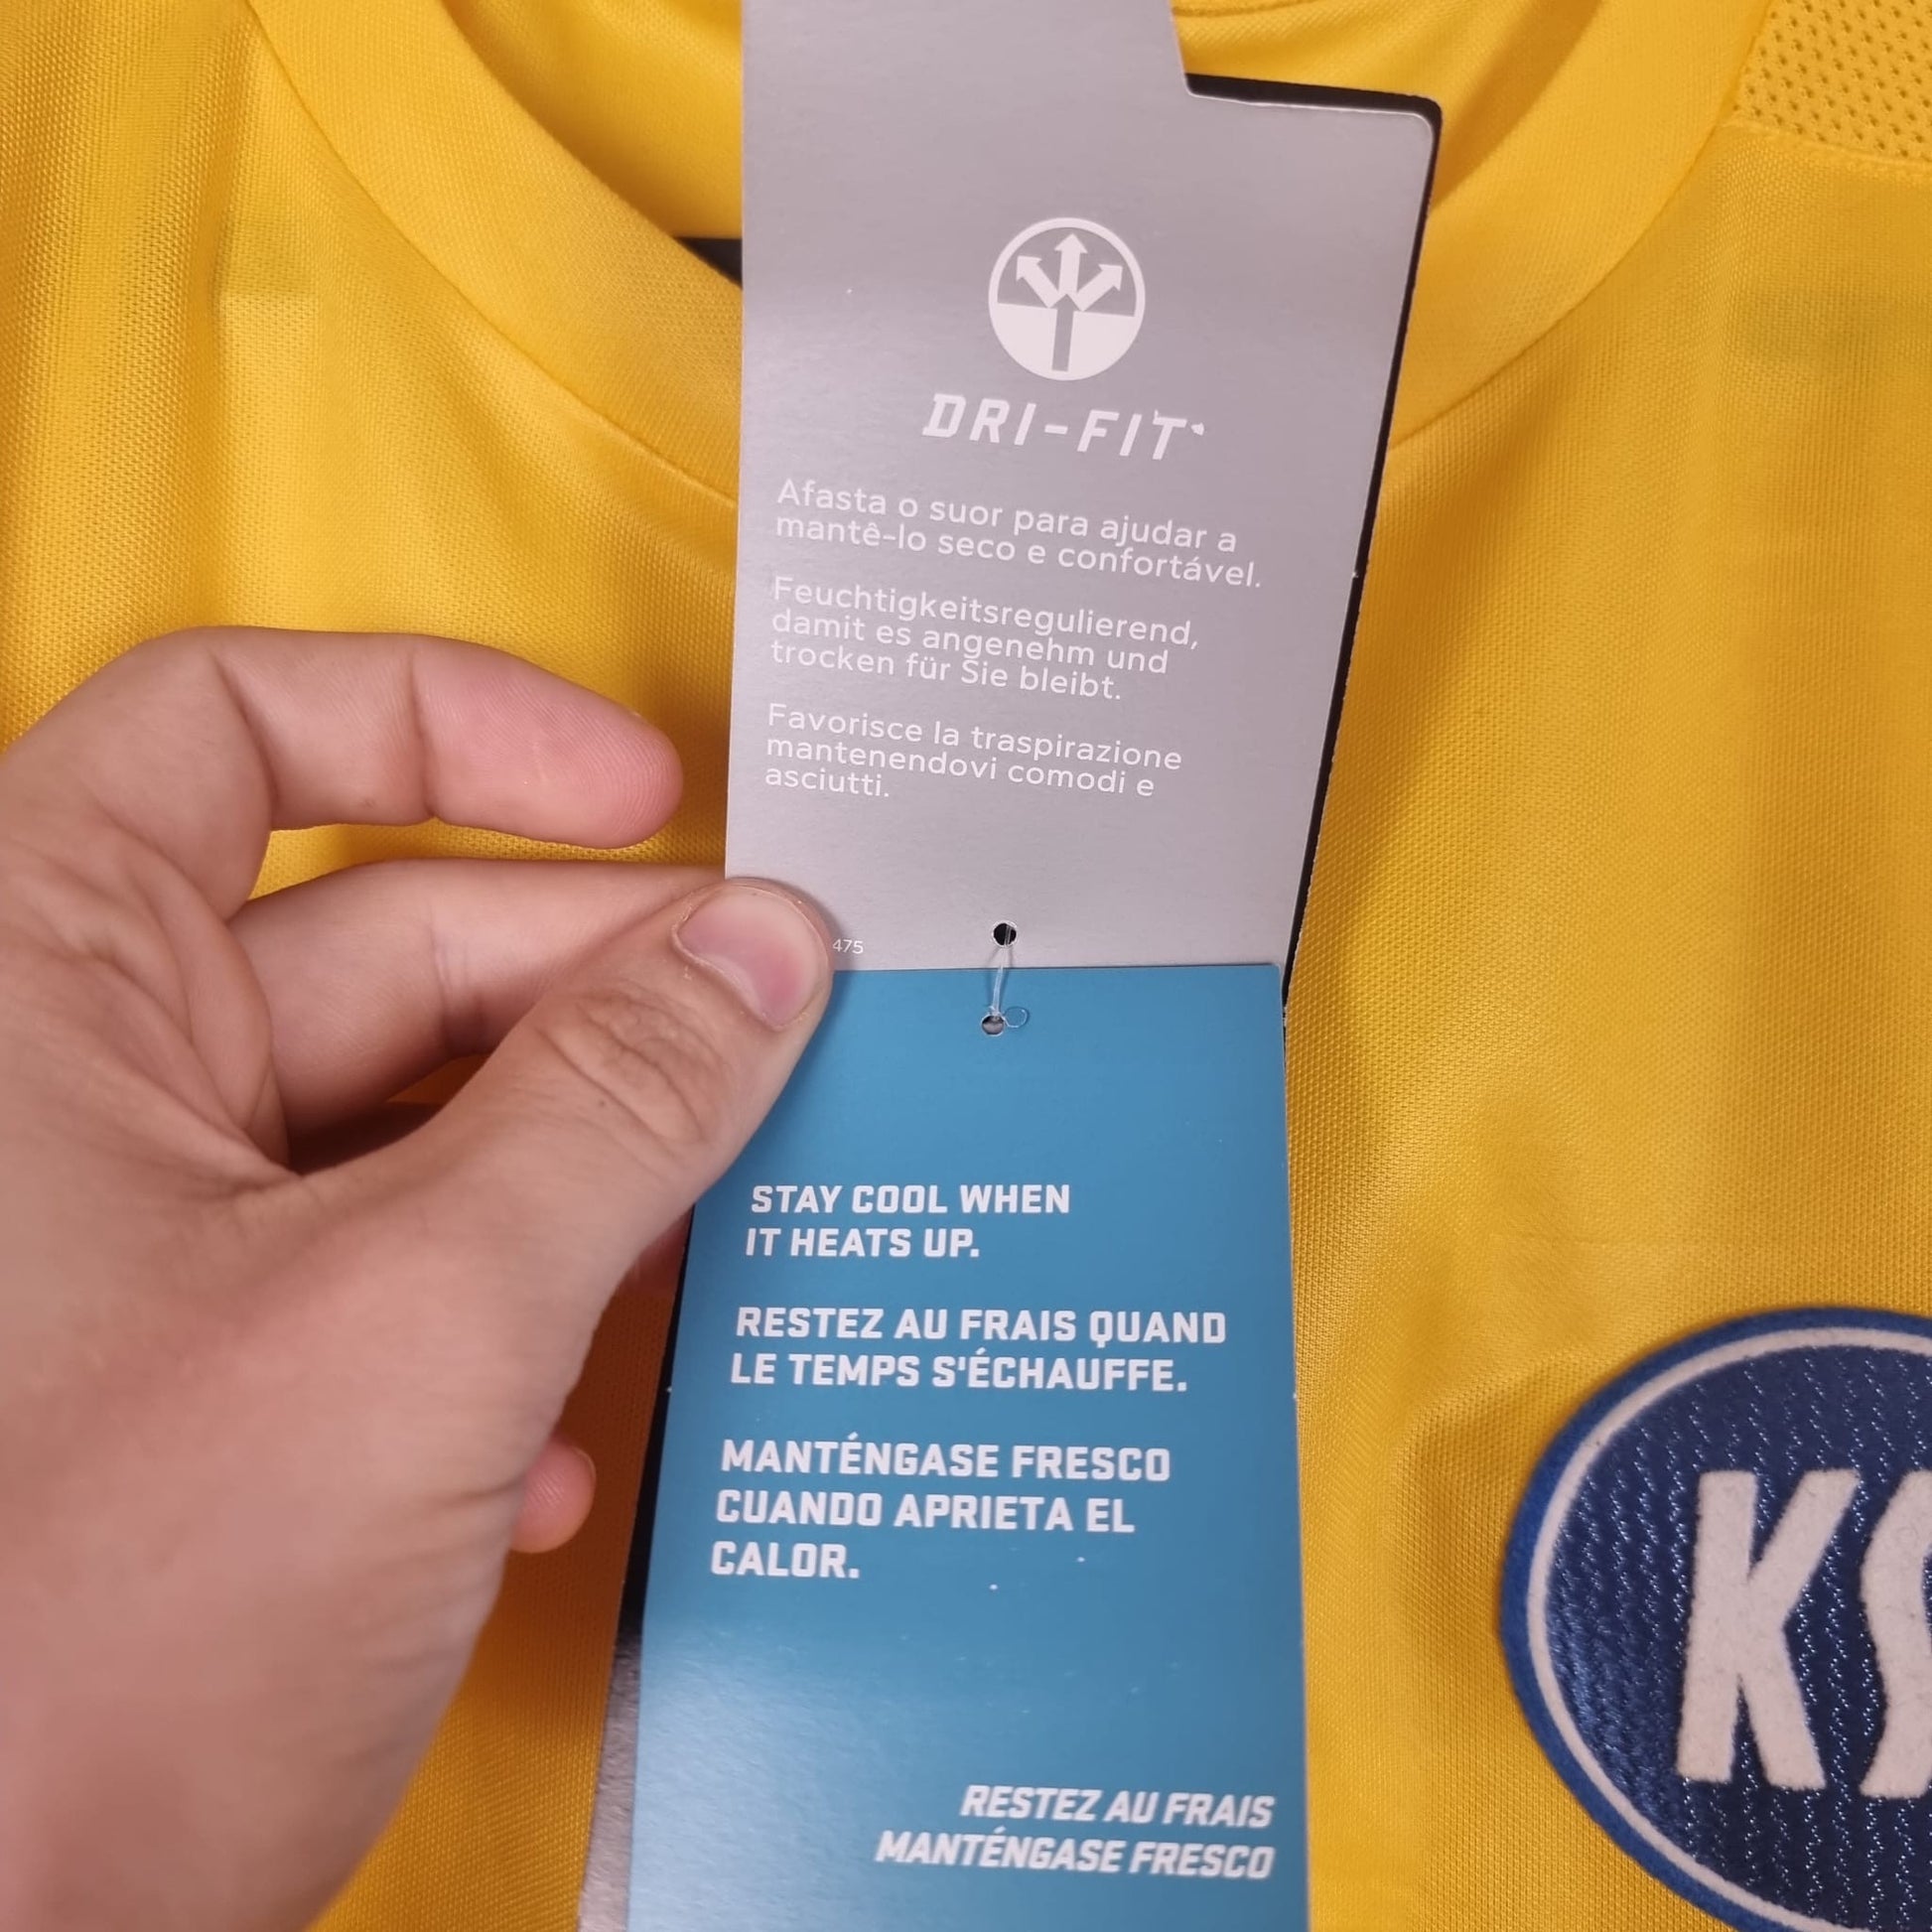 DRI-FIT
Afasta o suor para ajudar a
mantê-lo seco e confortável.
Feuchtigkeitsregulierend,
damit es angenehm und
trocken für Sie bleibt.
Favorisce la traspirazione
mantenendovi comodi e
asciutti.
475
STAY COOL WHEN
IT HEATS UP.
RESTEZ AU FRAIS QUAND
LE TEMPS S'ÉCHAUFFE.
MANTÉNGASE FRESCO
CUANDO APRIETA EL
CALOR.
RESTEZ AU FRAIS
MANTÉNGASE FRESCO
KS